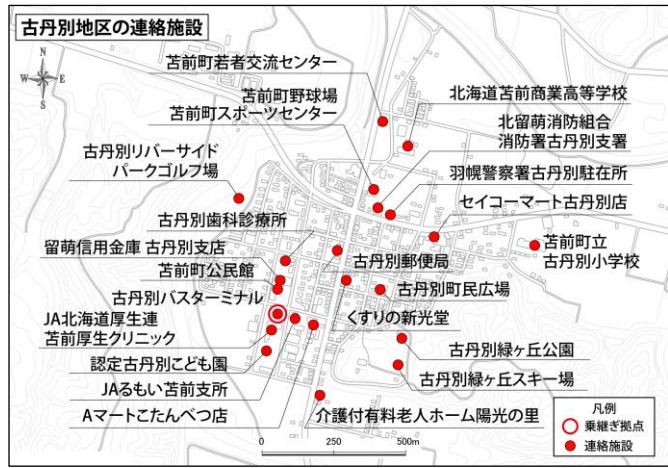 古丹別地区の連絡施設
N
W
E
S
苫前町若者交流センター
苫前町野球場
苫前町スポーツセンター
北海道苫前商業高等学校
北留萌消防組合
消防署古丹別支署
古丹別リバーサイド
パークゴルフ場
羽幌警察署古丹別駐在所
セイコーマート古丹別店
古丹別歯科診療所
留萌信用金庫 古丹別支店
古丹別郵便局
苫前町立
古丹別小学校
苫前町公民館
古丹別バスターミナル
古丹別町民広場
JA北海道厚生連
苫前厚生クリニック
くすりの新光堂
認定古丹別こども園
古丹別緑ヶ丘公園
JAるもい苫前支所
古丹別緑ヶ丘スキー場
Aマートこたんべつ店
介護付有料老人ホーム陽光の里
凡例
乗継ぎ拠点
連絡施設
0
250
500m